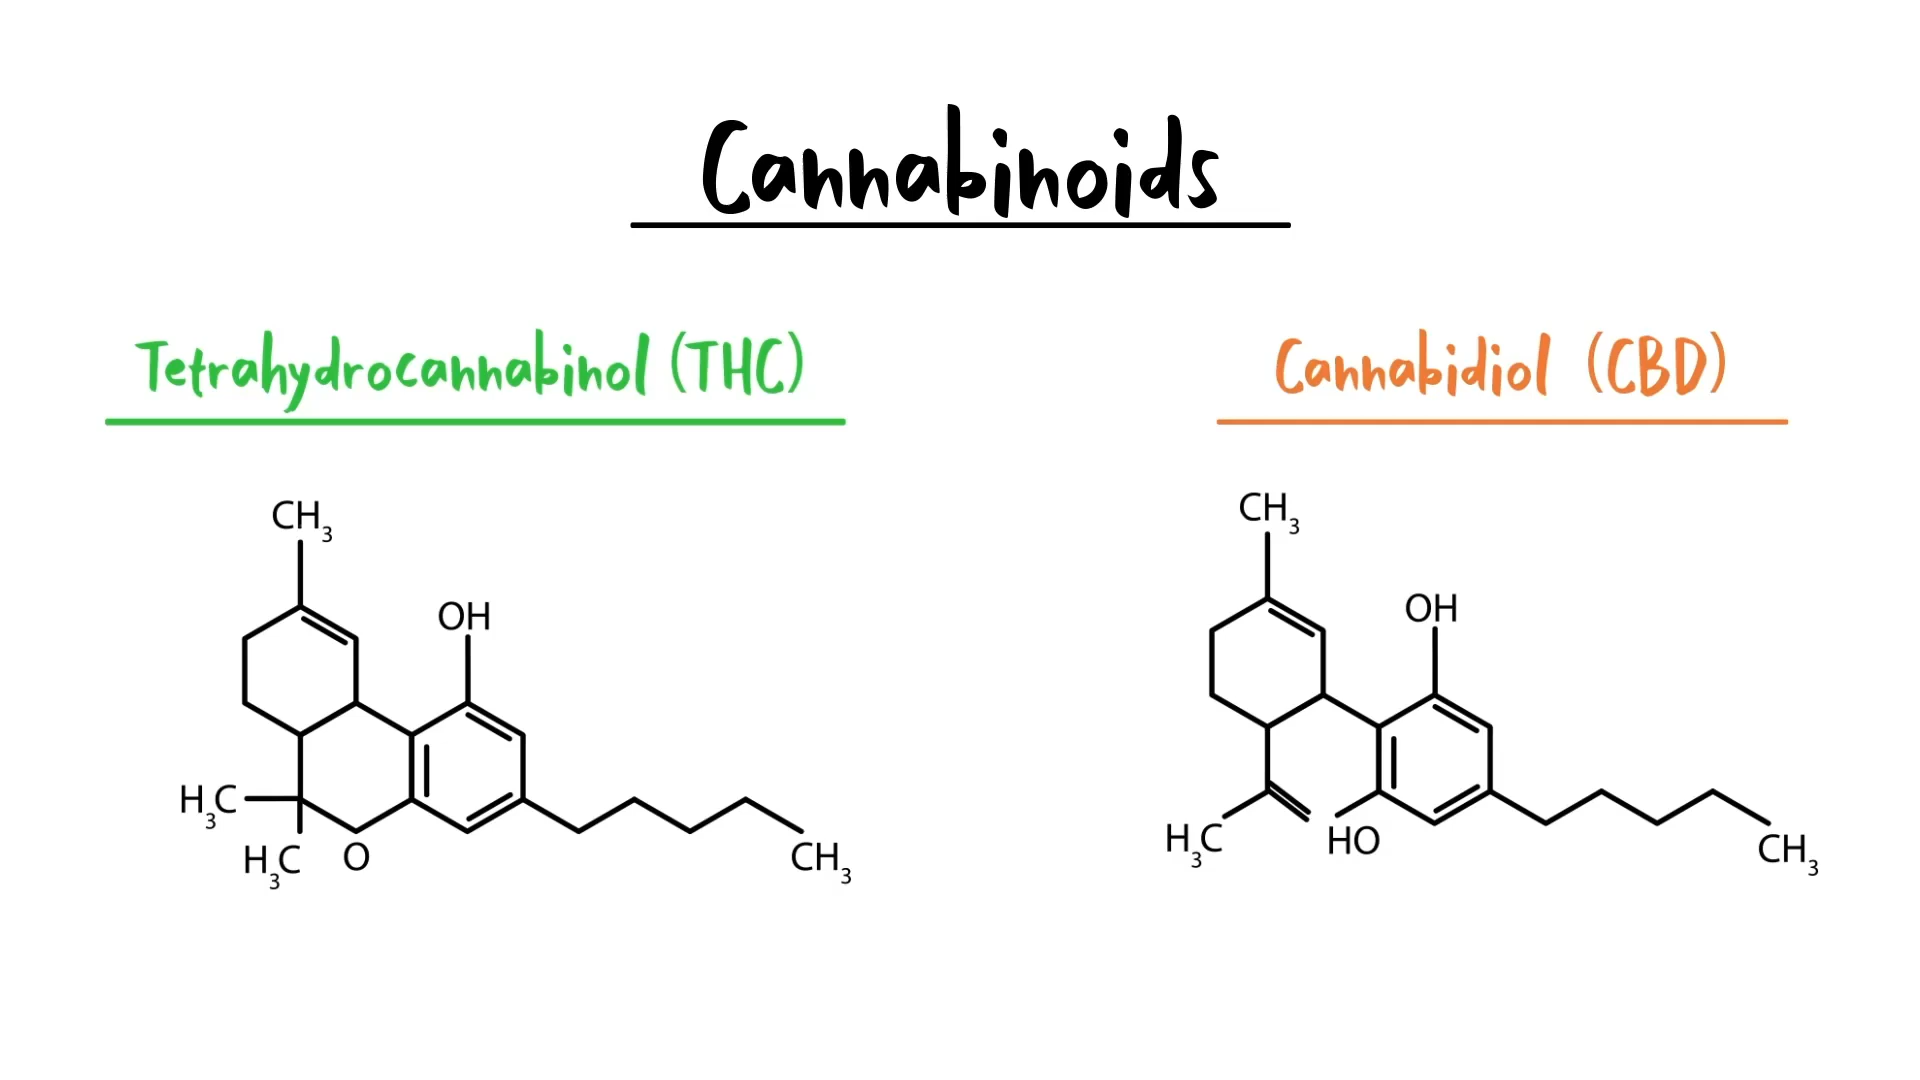 Cannabinoids
Tetrahydrocannabinol (THC)
Cannabidiol (CBD)
CH3
OH
H3C
H3C
O
CH3
CH3
OH
H3C
HO
CH3